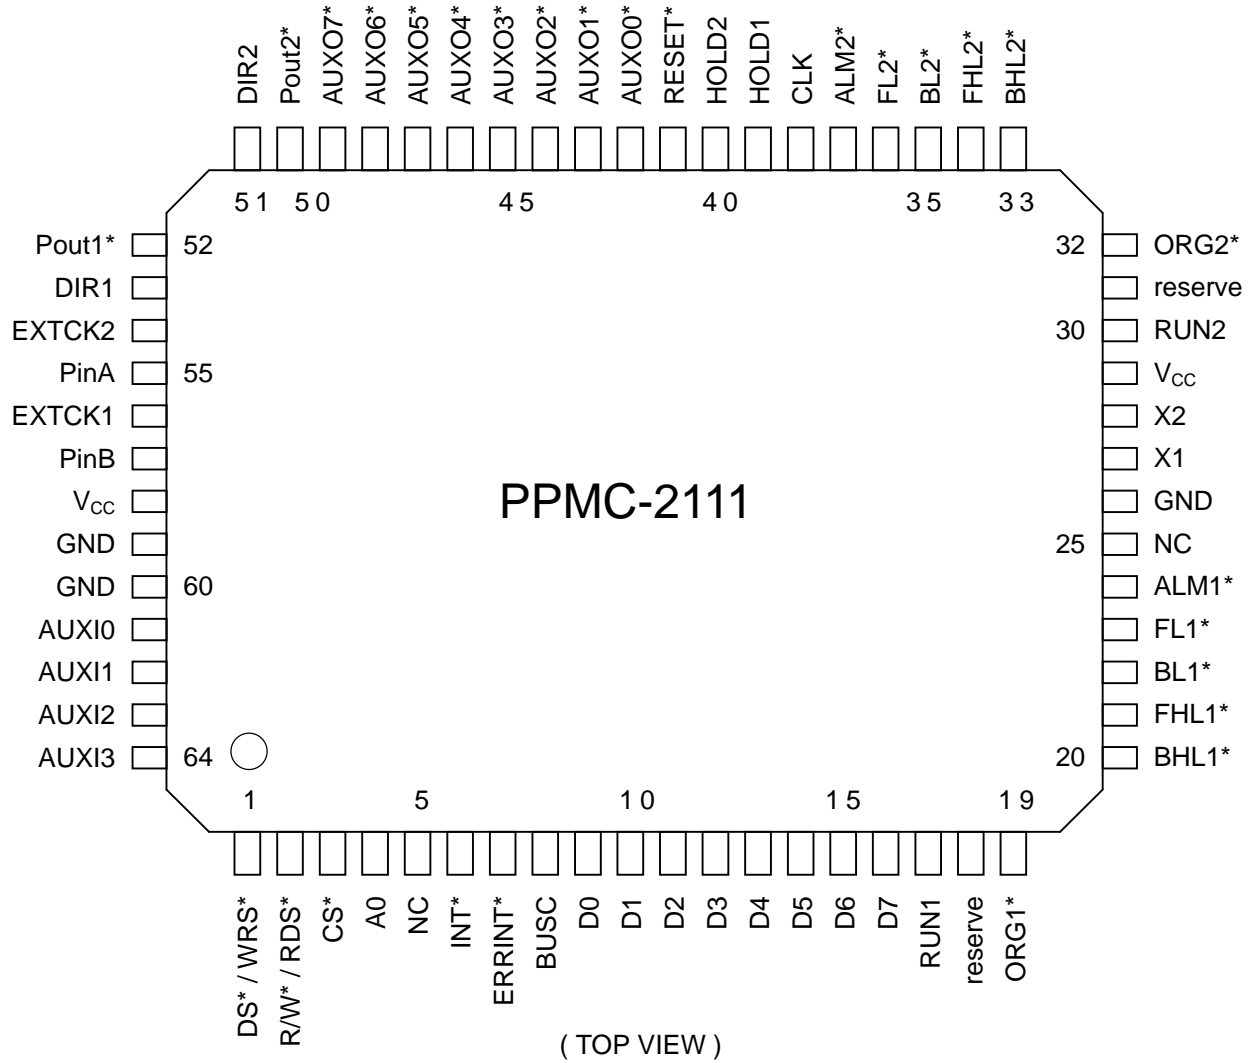 DIR2
Pout2*
AUXO7*
AUXO6*
AUXO5*
AUXO4*
AUXO3*
AUXO2*
AUXO1*
AUXO0*
RESET*
HOLD2
HOLD1
CLK
ALM2*
FL2*
BL2*
FHL2*
BHL2*
51 50 45 40 35 33
Pout1* 52
DIR1
EXTCK2
PinA 55
EXTCK1
PinB
VCC
GND
GND 60
AUXI0
AUXI1
AUXI2
AUXI3 64
PPMC-2111
32 ORG2*
reserve
30 RUN2
VCC
X2
X1
GND
25 NC
ALM1*
FL1*
BL1*
FHL1*
20 BHL1*
1 5 10 15 19
DS* / WRS*
R/W* / RDS*
CS*
A0
NC
INT*
ERRINT*
BUSC
D0
D1
D2
D3
D4
D5
D6
D7
RUN1
reserve
ORG1*
( TOP VIEW )